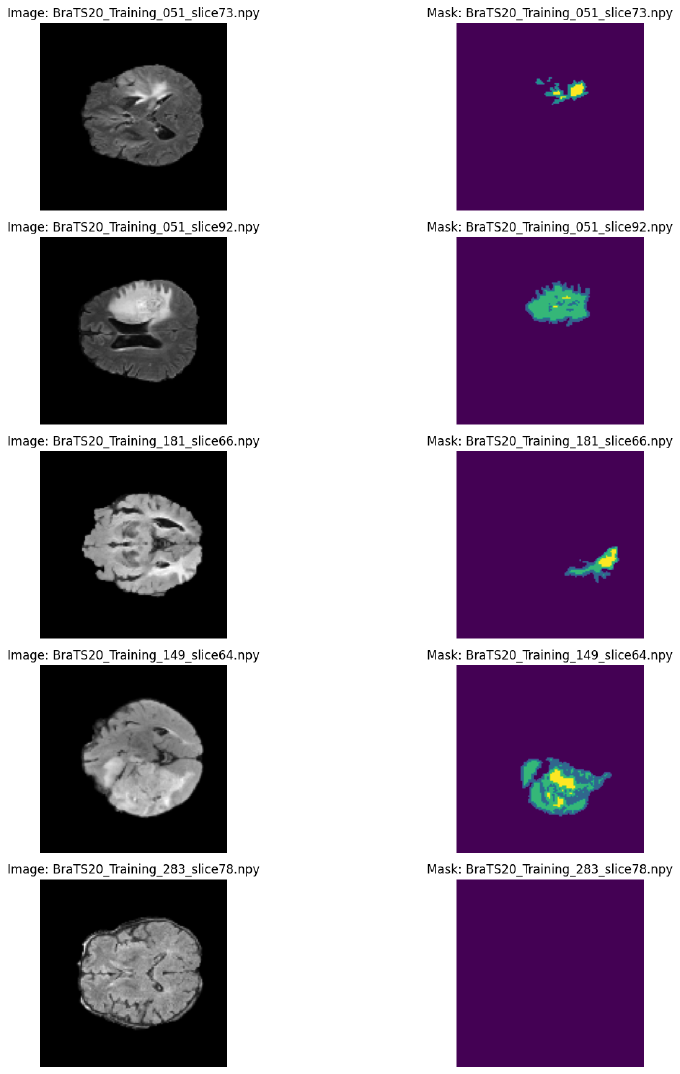 Image: BraTS20_Training_051_slice73.npy
Mask: BraTS20_Training_051_slice73.npy
Image: BraTS20_Training_051_slice92.npy
Mask: BraTS20_Training_051_slice92.npy
Image: BraTS20_Training_181_slice66.npy
Mask: BraTS20_Training_181_slice66.npy
Image: BraTS20_Training_149_slice64.npy
Mask: BraTS20_Training_149_slice64.npy
Image: BraTS20_Training_283_slice78.npy
Mask: BraTS20_Training_283_slice78.npy